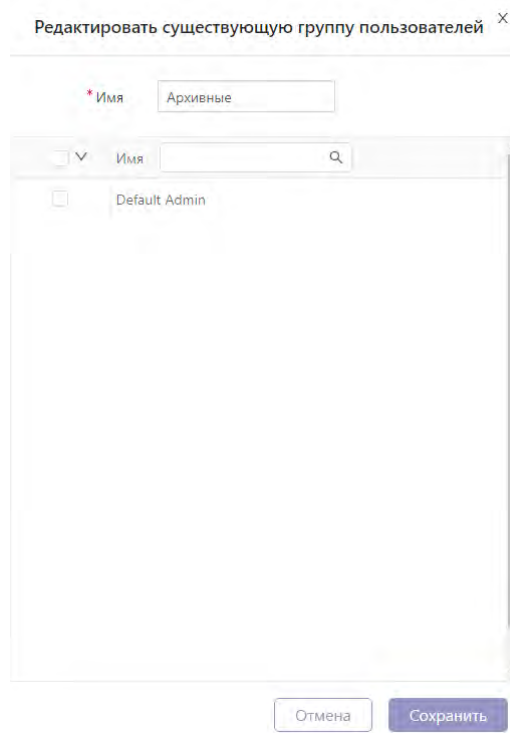 Редактировать существующую группу пользователей
* Имя Архивные
Имя
Default Admin
Отмена Сохранить